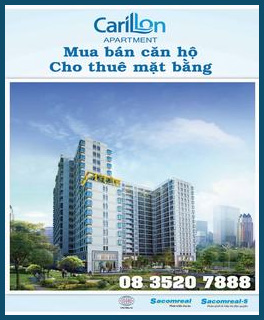 Carillon
APARTMENT
Mua bán căn hộ
Cho thuê mặt bằng
08 3520 7888
Sacomreal
Sacomreal-S